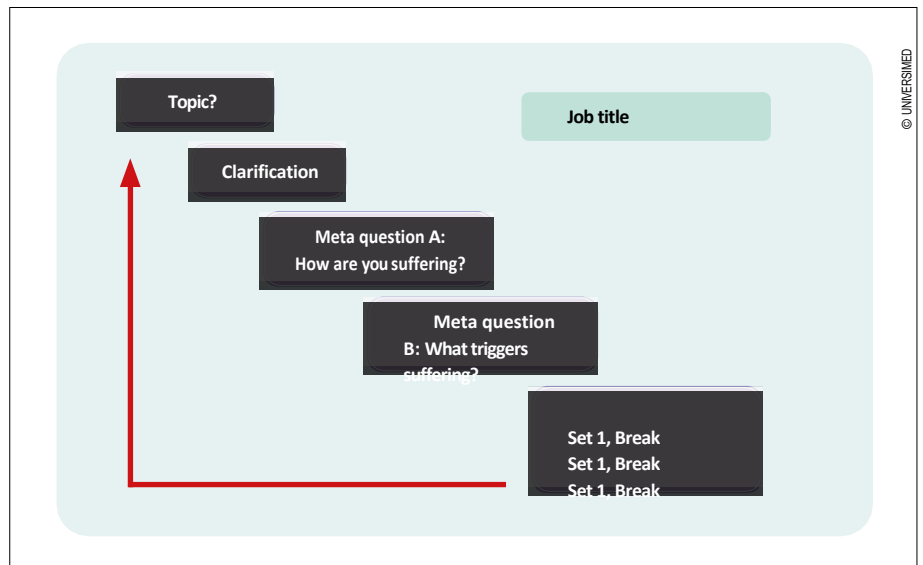 Topic?
Job title
Clarification
Meta question A:
How are you suffering?
Meta question
B: What triggers
suffering?
Set 1, Break
Set 1, Break
Set 1, Break
© UNIVERSIMED